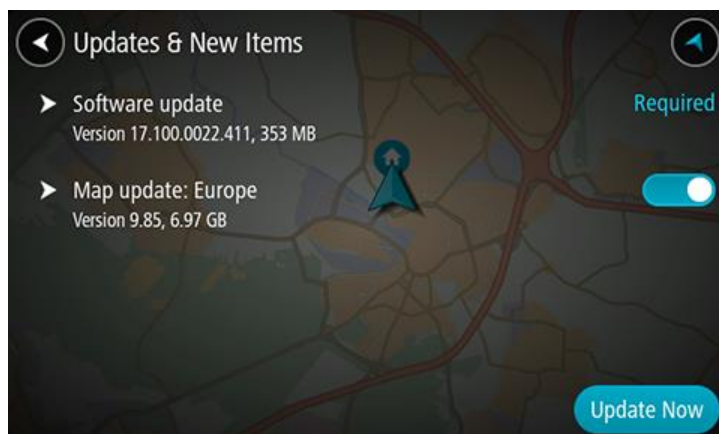 Updates & New Items
Software update
Required
Version 17.100.0022.411, 353 MB
Map update: Europe
Version 9.85, 6.97 GB
Update Now